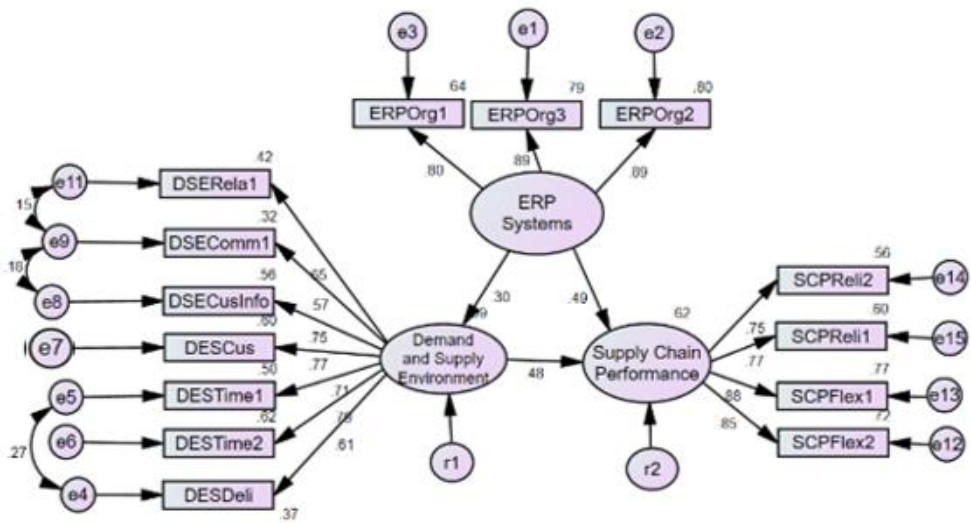 e3
e1
e2
.64
.79
.80
ERPOrg1
ERPOrg3
ERPOrg2
.80
.89
.89
ERP
Systems
.42
e11
DSERela1
.15
.32
e9
DSEComm1
.18
.56
e8
DSECusInfo
.65
.57
.75
.60
e7
DESCus
.77
.50
e5
DESTime1
.71
.62
e6
DESTime2
.61
.27
e4
DESDeli
.37
.30
.49
Demand
and Supply
Environment
.48
.62
Supply Chain
Performance
r1
r2
.56
SCPReli2
e14
.60
.75
SCPReli1
e15
.77
.77
SCPFlex1
e13
.88
.72
.85
SCPFlex2
e12